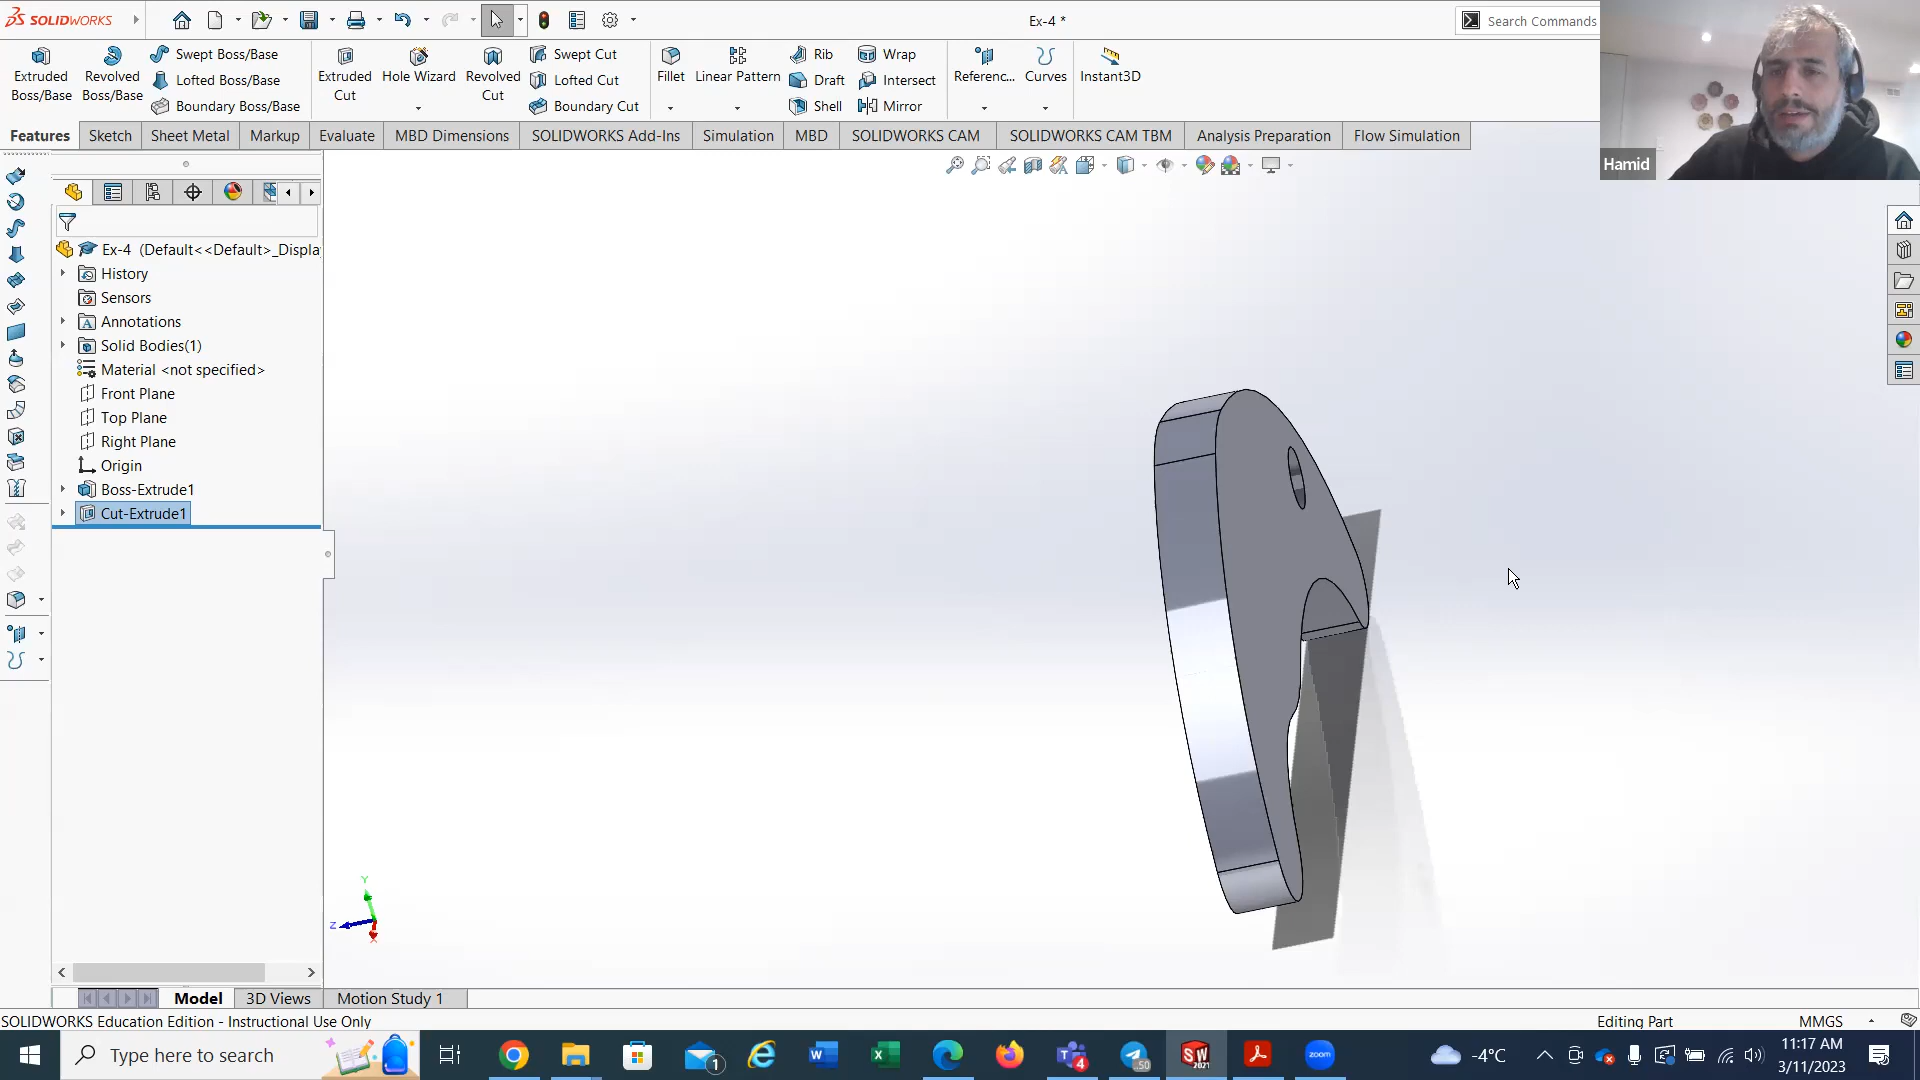 SOLIDWORKS
Ex-4 *
Search Commands
Extruded Boss/Base
Revolved Boss/Base
Swept Boss/Base
Lofted Boss/Base
Boundary Boss/Base
Extruded Cut
Hole Wizard
Revolved Cut
Swept Cut
Lofted Cut
Boundary Cut
Fillet
Linear Pattern
Rib
Draft
Shell
Wrap
Intersect
Mirror
Referenc...
Curves
Instant3D
Features
Sketch
Sheet Metal
Markup
Evaluate
MBD Dimensions
SOLIDWORKS Add-Ins
Simulation
MBD
SOLIDWORKS CAM
SOLIDWORKS CAM TBM
Analysis Preparation
Flow Simulation
Hamid
Ex-4 (Default<<Default>_Displa
History
Sensors
Annotations
Solid Bodies(1)
Material <not specified>
Front Plane
Top Plane
Right Plane
Origin
Boss-Extrude1
Cut-Extrude1
Y
Z
X
Model
3D Views
Motion Study 1
SOLIDWORKS Education Edition - Instructional Use Only
Editing Part
MMGS
Type here to search
1
4
.50
SW
2021
zoom
-4°C
11:17 AM
3/11/2023